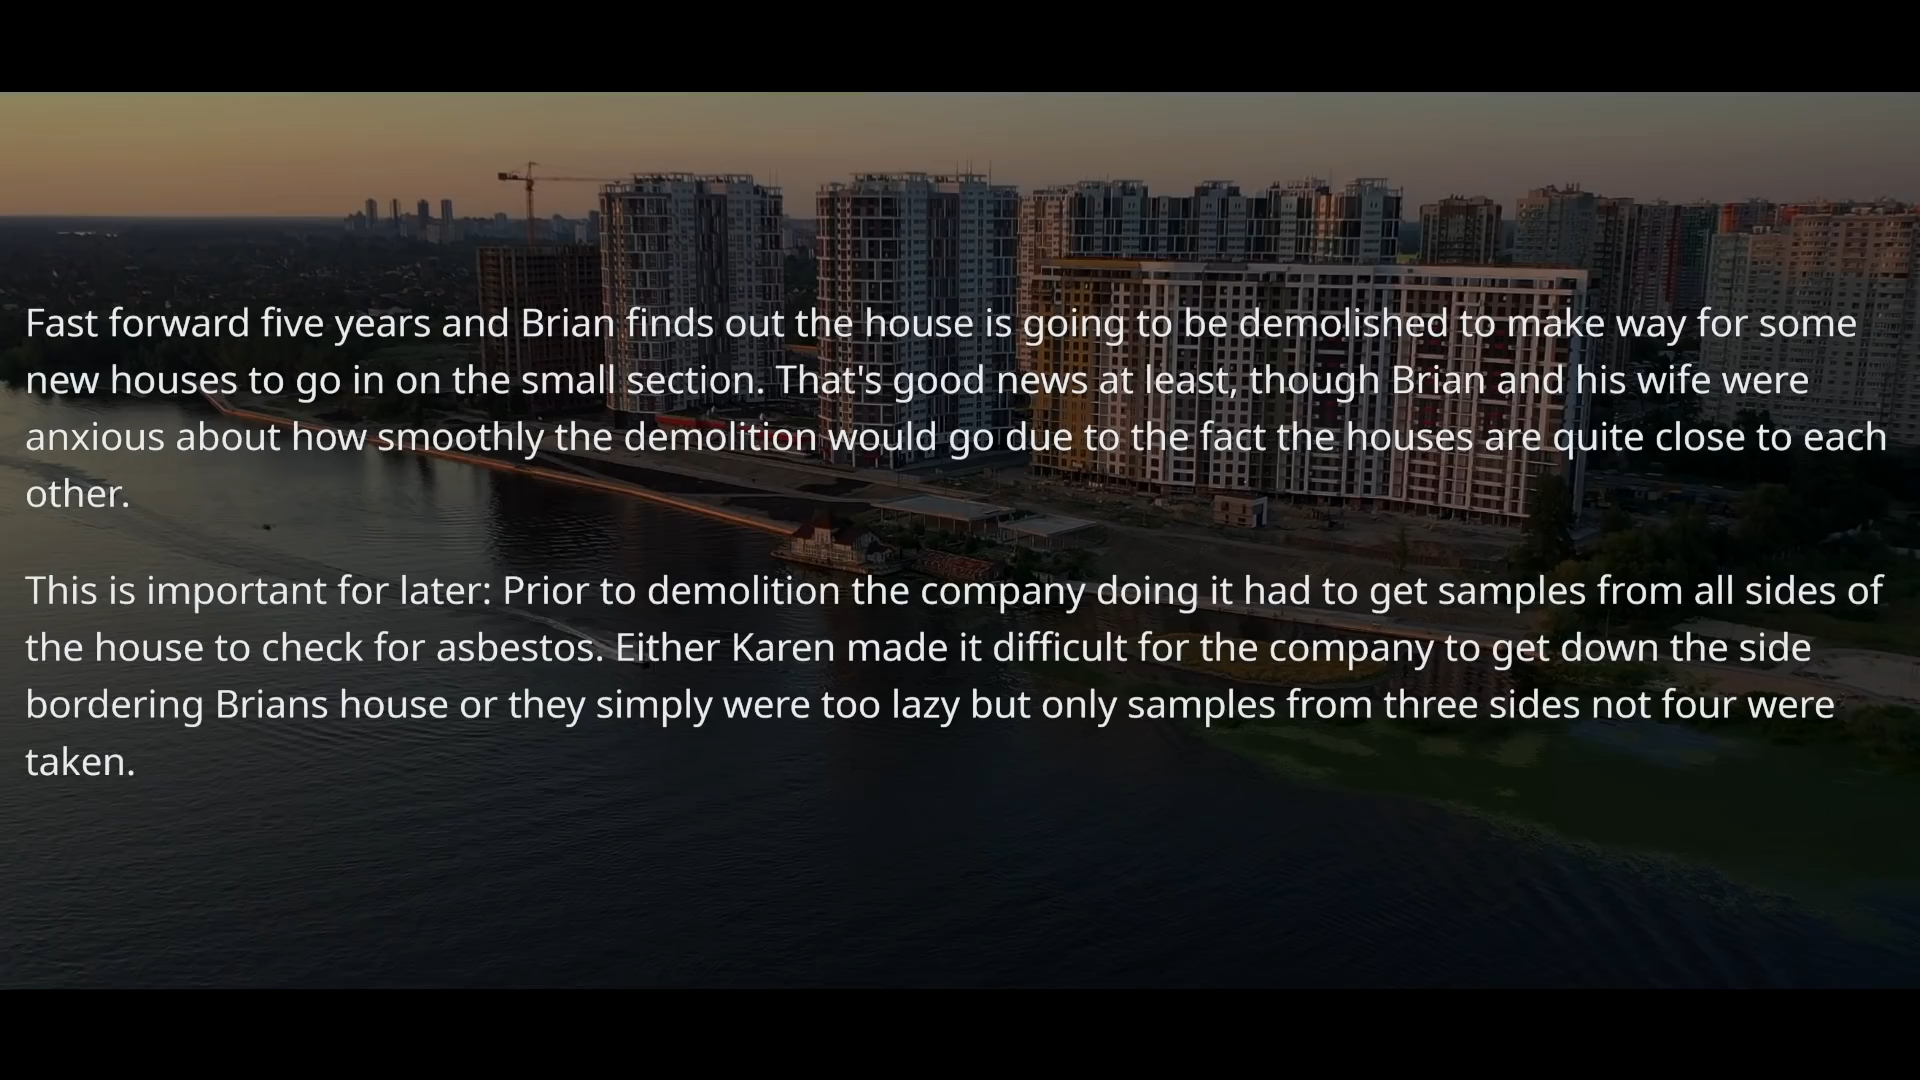 Fast forward five years and Brian finds out the house is going to be demolished to make way for some
new houses to go in on the small section. That's good news at least, though Brian and his wife were
anxious about how smoothly the demolition would go due to the fact the houses are quite close to each
other.
This is important for later: Prior to demolition the company doing it had to get samples from all sides of
the house to check for asbestos. Either Karen made it difficult for the company to get down the side
bordering Brians house or they simply were too lazy but only samples from three sides not four were
taken.